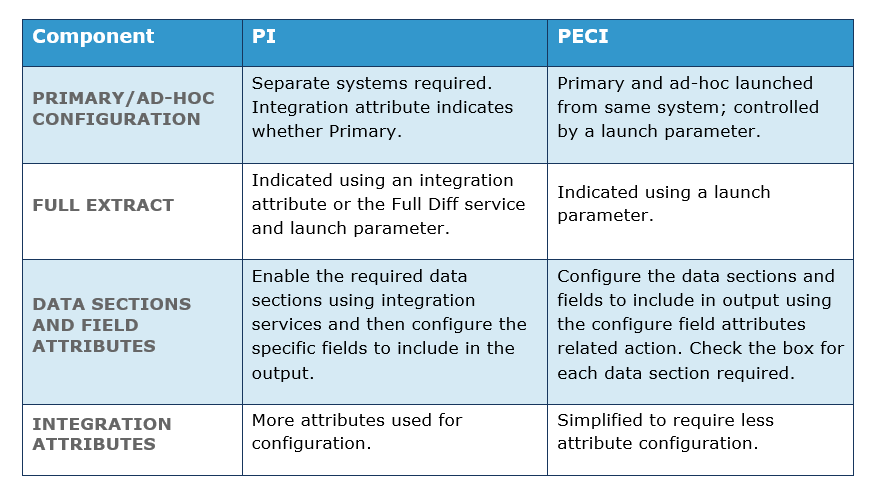 Component
PI
PECI
PRIMARY/AD-HOC
CONFIGURATION
Separate systems required.
Integration attribute indicates
whether Primary.
Primary and ad-hoc launched
from same system; controlled
by a launch parameter.
FULL EXTRACT
Indicated using an integration
attribute or the Full Diff service
and launch parameter.
Indicated using a launch
parameter.
DATA SECTIONS
AND FIELD
ATTRIBUTES
Enable the required data
sections using integration
services and then configure the
specific fields to include in the
output.
Configure the data sections and
fields to include in output using
the configure field attributes
related action. Check the box for
each data section required.
INTEGRATION
ATTRIBUTES
More attributes used for
configuration.
Simplified to require less
attribute configuration.